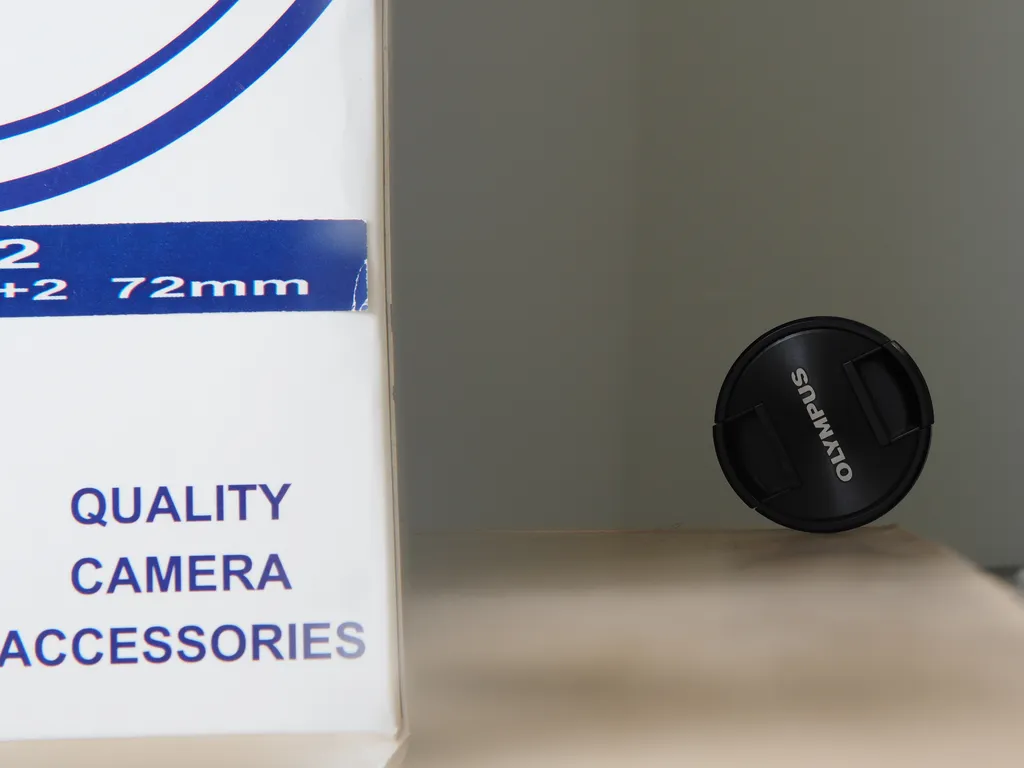 2
+2 72mm
QUALITY
CAMERA
ACCESSORIES
OLYMPUS